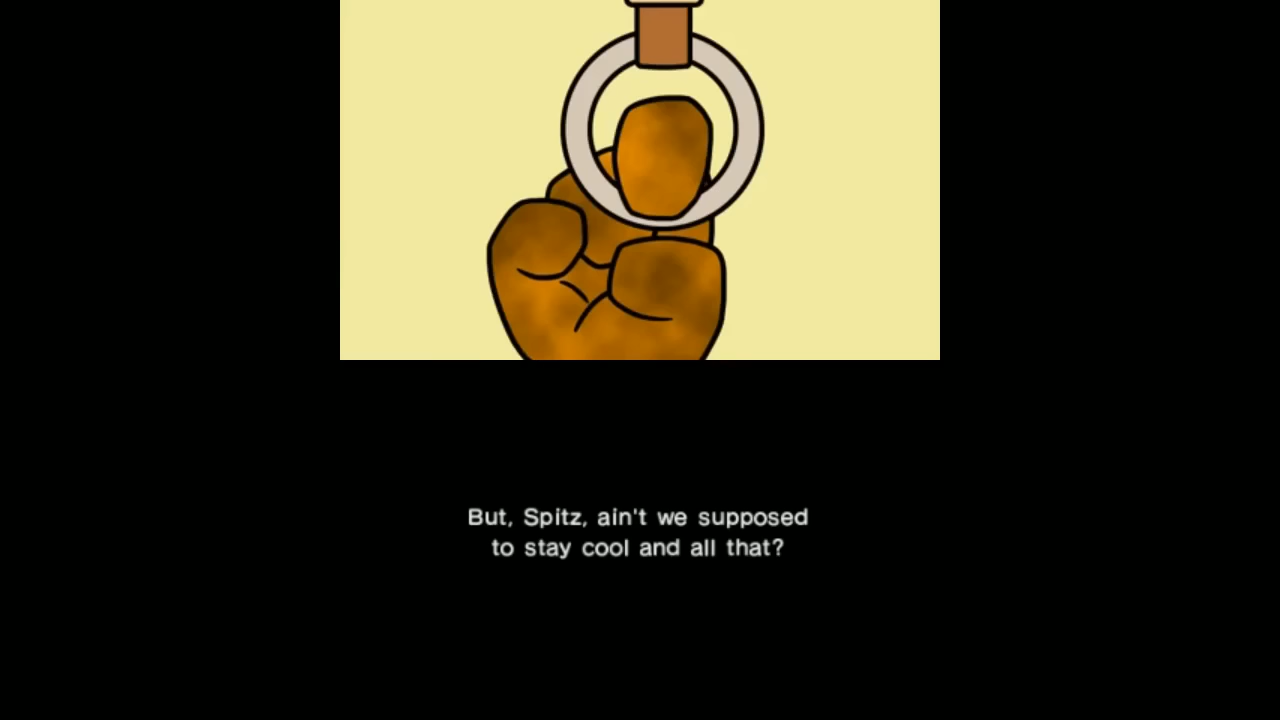 But, Spitz, ain't we supposed
to stay cool and all that?